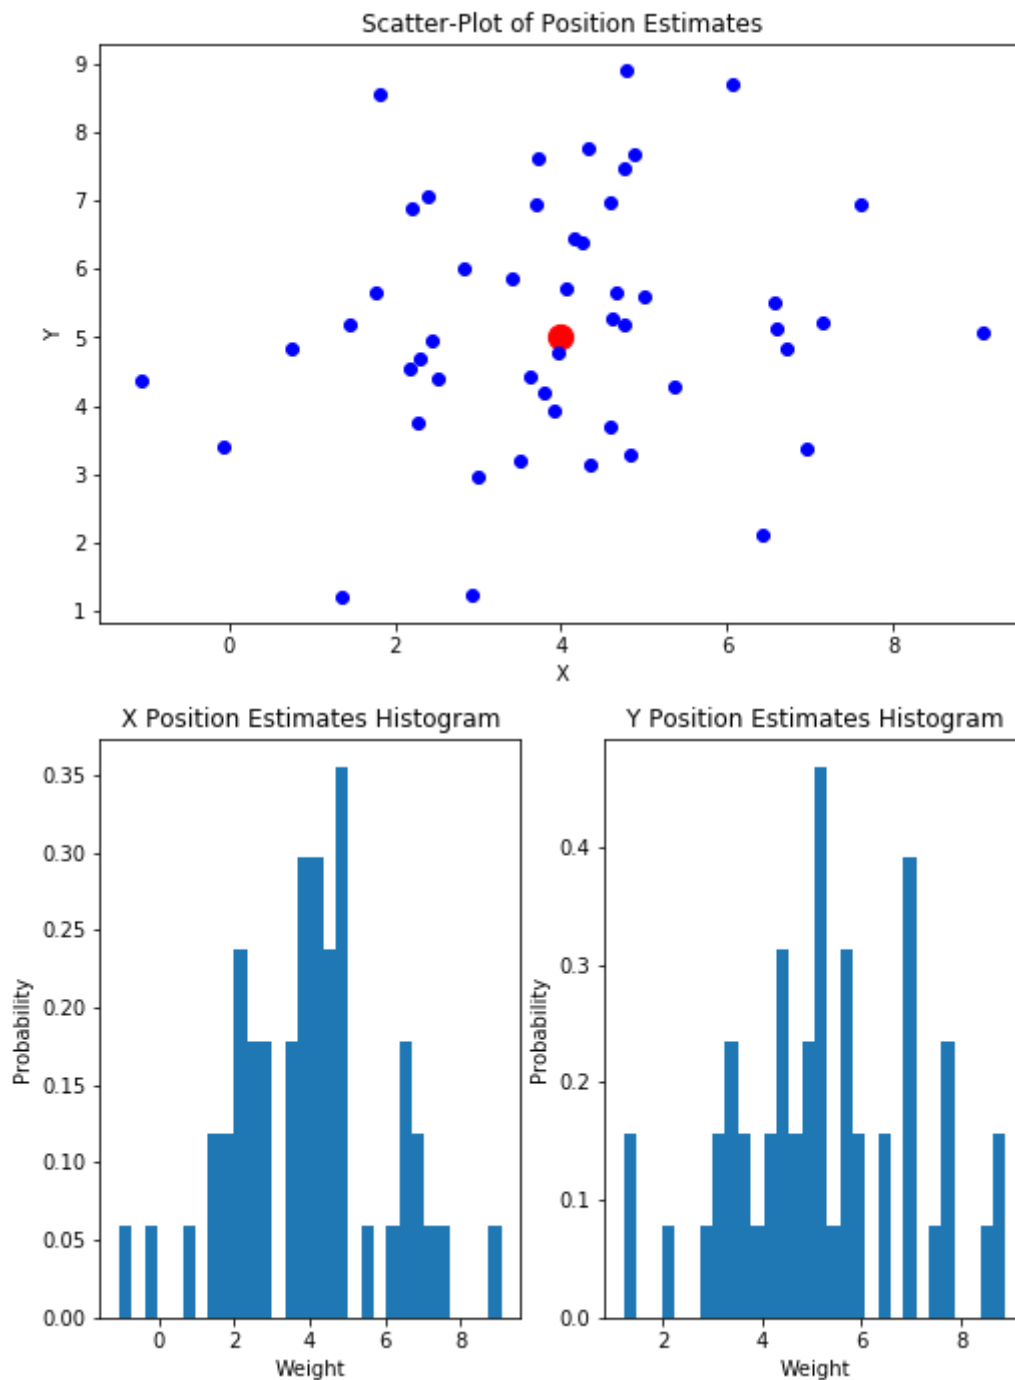 Scatter-Plot of Position Estimates
9
8
7
6
5
4
3
2
1
Y
0 2 4 6 8
X
X Position Estimates Histogram
0.35
0.30
0.25
0.20
0.15
0.10
0.05
0.00
Probability
0 2 4 6 8
Weight
Y Position Estimates Histogram
0.4
0.3
0.2
0.1
0.0
Probability
2 4 6 8
Weight